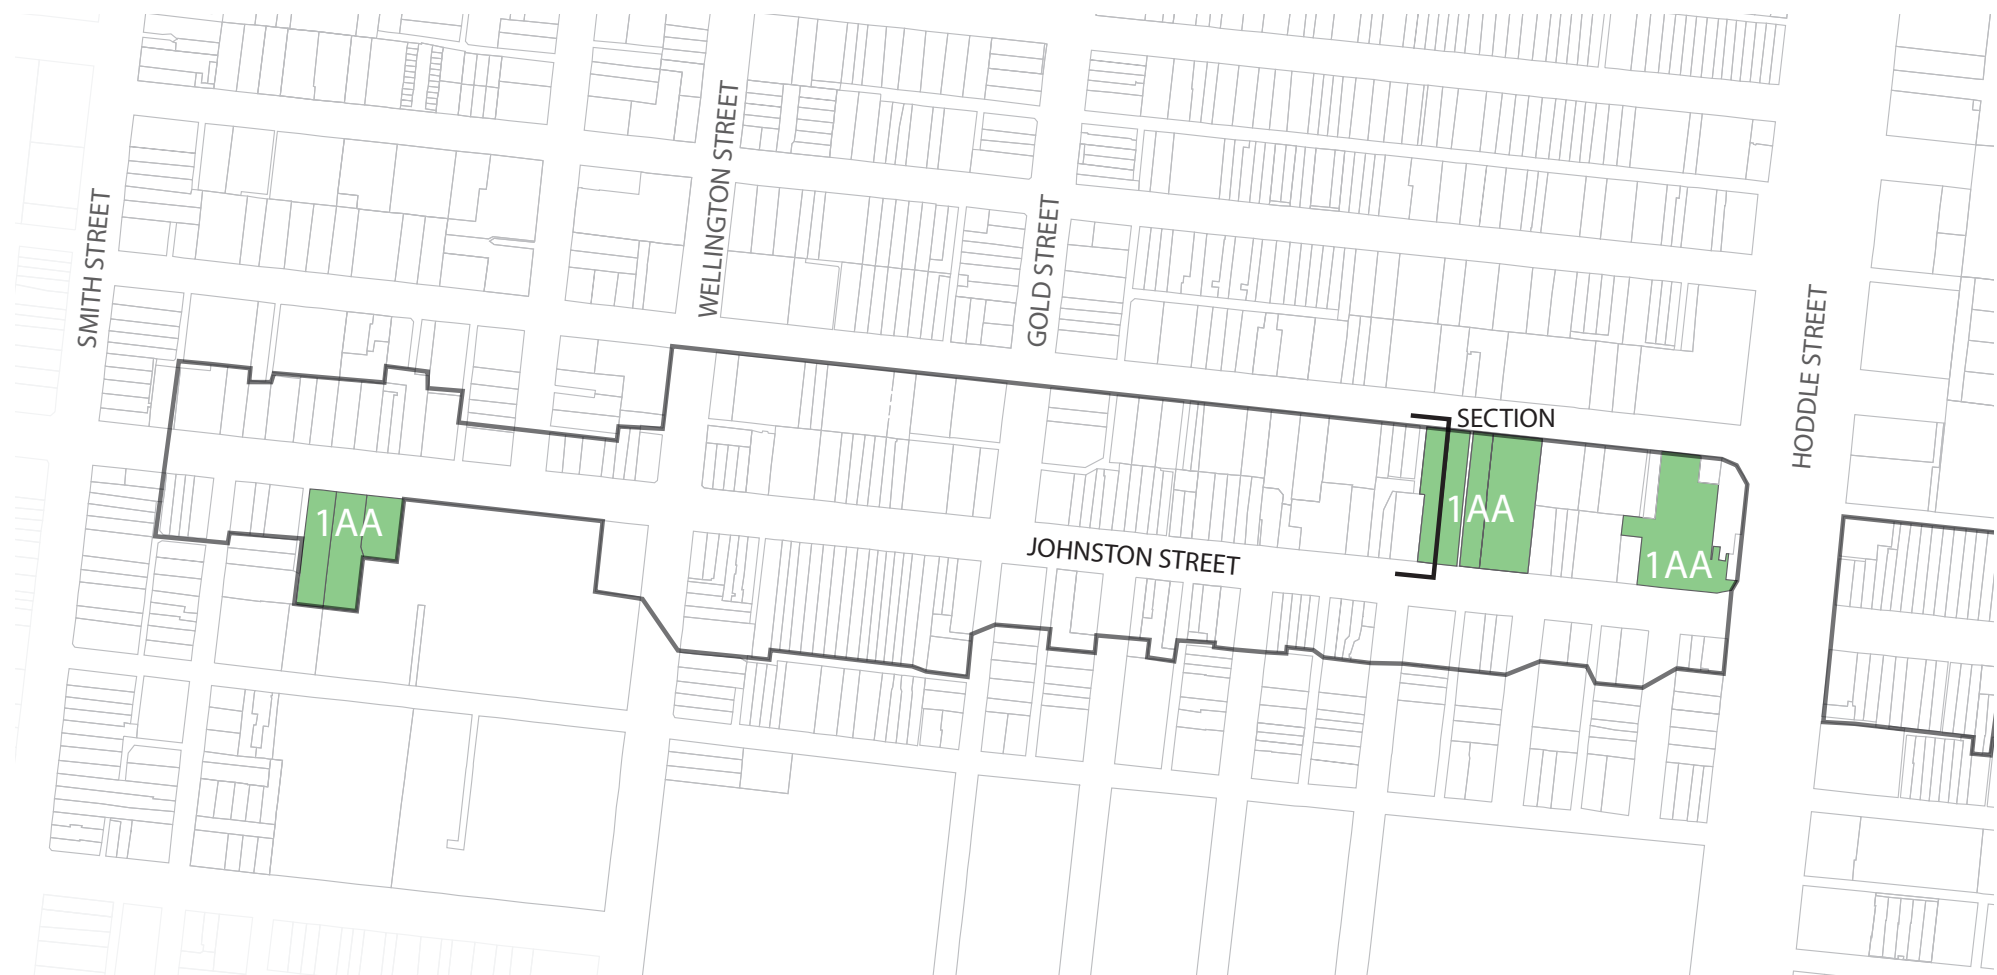 SMITH STREET
WELLINGTON STREET
GOLD STREET
HODDLE STREET
SECTION
1AA
1AA
JOHNSTON STREET
1AA